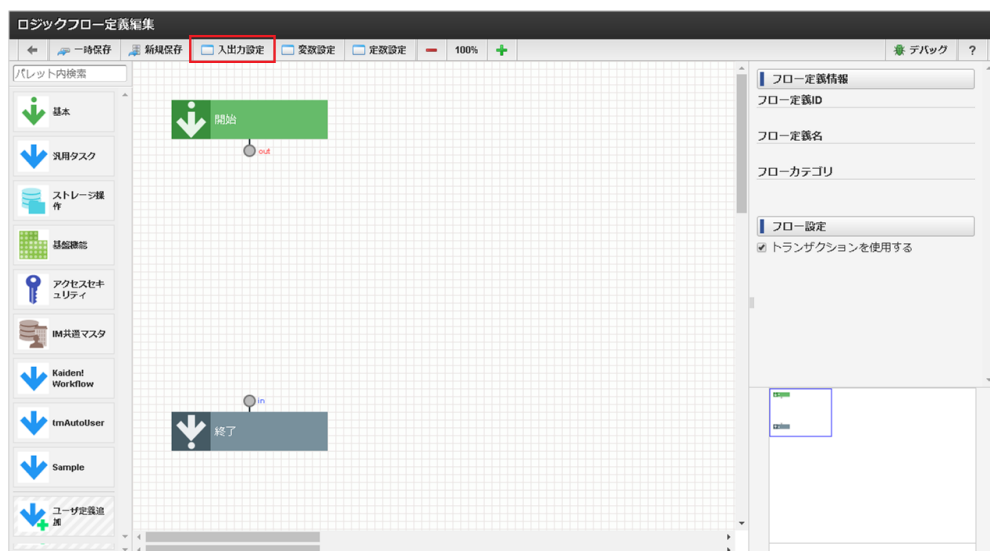 ロジックフロー定義編集
一時保存 新規保存 入出力設定 変数設定 定数設定 100% デバッグ ?
パレット内検索
基本
汎用タスク
ストレージ操
作
基盤機能
アクセスセキ
ュリティ
IM共通マスタ
Kaiden!
Workflow
tmAutoUser
Sample
ユーザ定義追
加
開始
out
in
終了
フロー定義情報
フロー定義ID
フロー定義名
フローカテゴリ
フロー設定
トランザクションを使用する